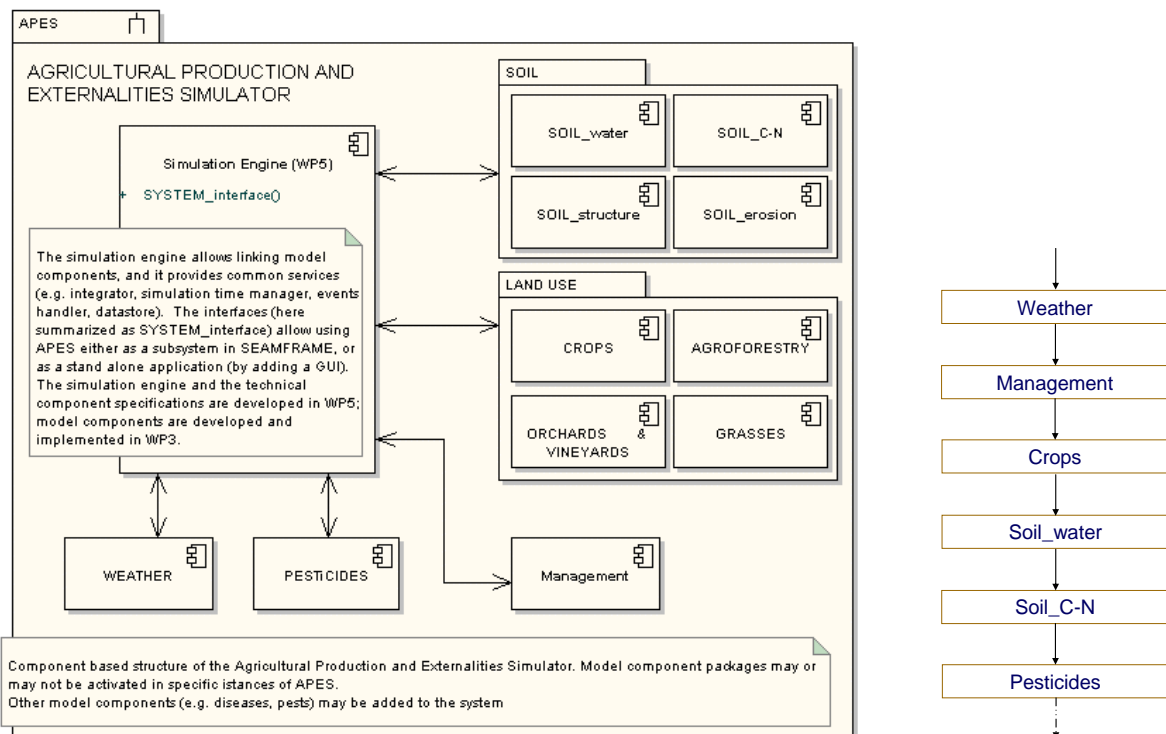 APES
AGRICULTURAL PRODUCTION AND
EXTERNALITIES SIMULATOR
Simulation Engine (WP5)
+ SYSTEM_interface()
The simulation engine allows linking model
components, and it provides common services
(e.g. integrator, simulation time manager, events
handler, datastore). The interfaces (here
summarized as SYSTEM_interface) allow using
APES either as a subsystem in SEAMFRAME, or
as a stand alone application (by adding a GUI).
The simulation engine and the technical
component specifications are developed in WP5;
model components are developed and
implemented in WP3.
SOIL
SOIL_water
SOIL_C-N
SOIL_structure
SOIL_erosion
LAND USE
CROPS
AGROFORESTRY
ORCHARDS &
VINEYARDS
GRASSES
WEATHER
PESTICIDES
Management
Component based structure of the Agricultural Production and Externalities Simulator. Model component packages may or
may not be activated in specific istances of APES.
Other model components (e.g. diseases, pests) may be added to the system
Weather
Management
Crops
Soil_water
Soil_C-N
Pesticides